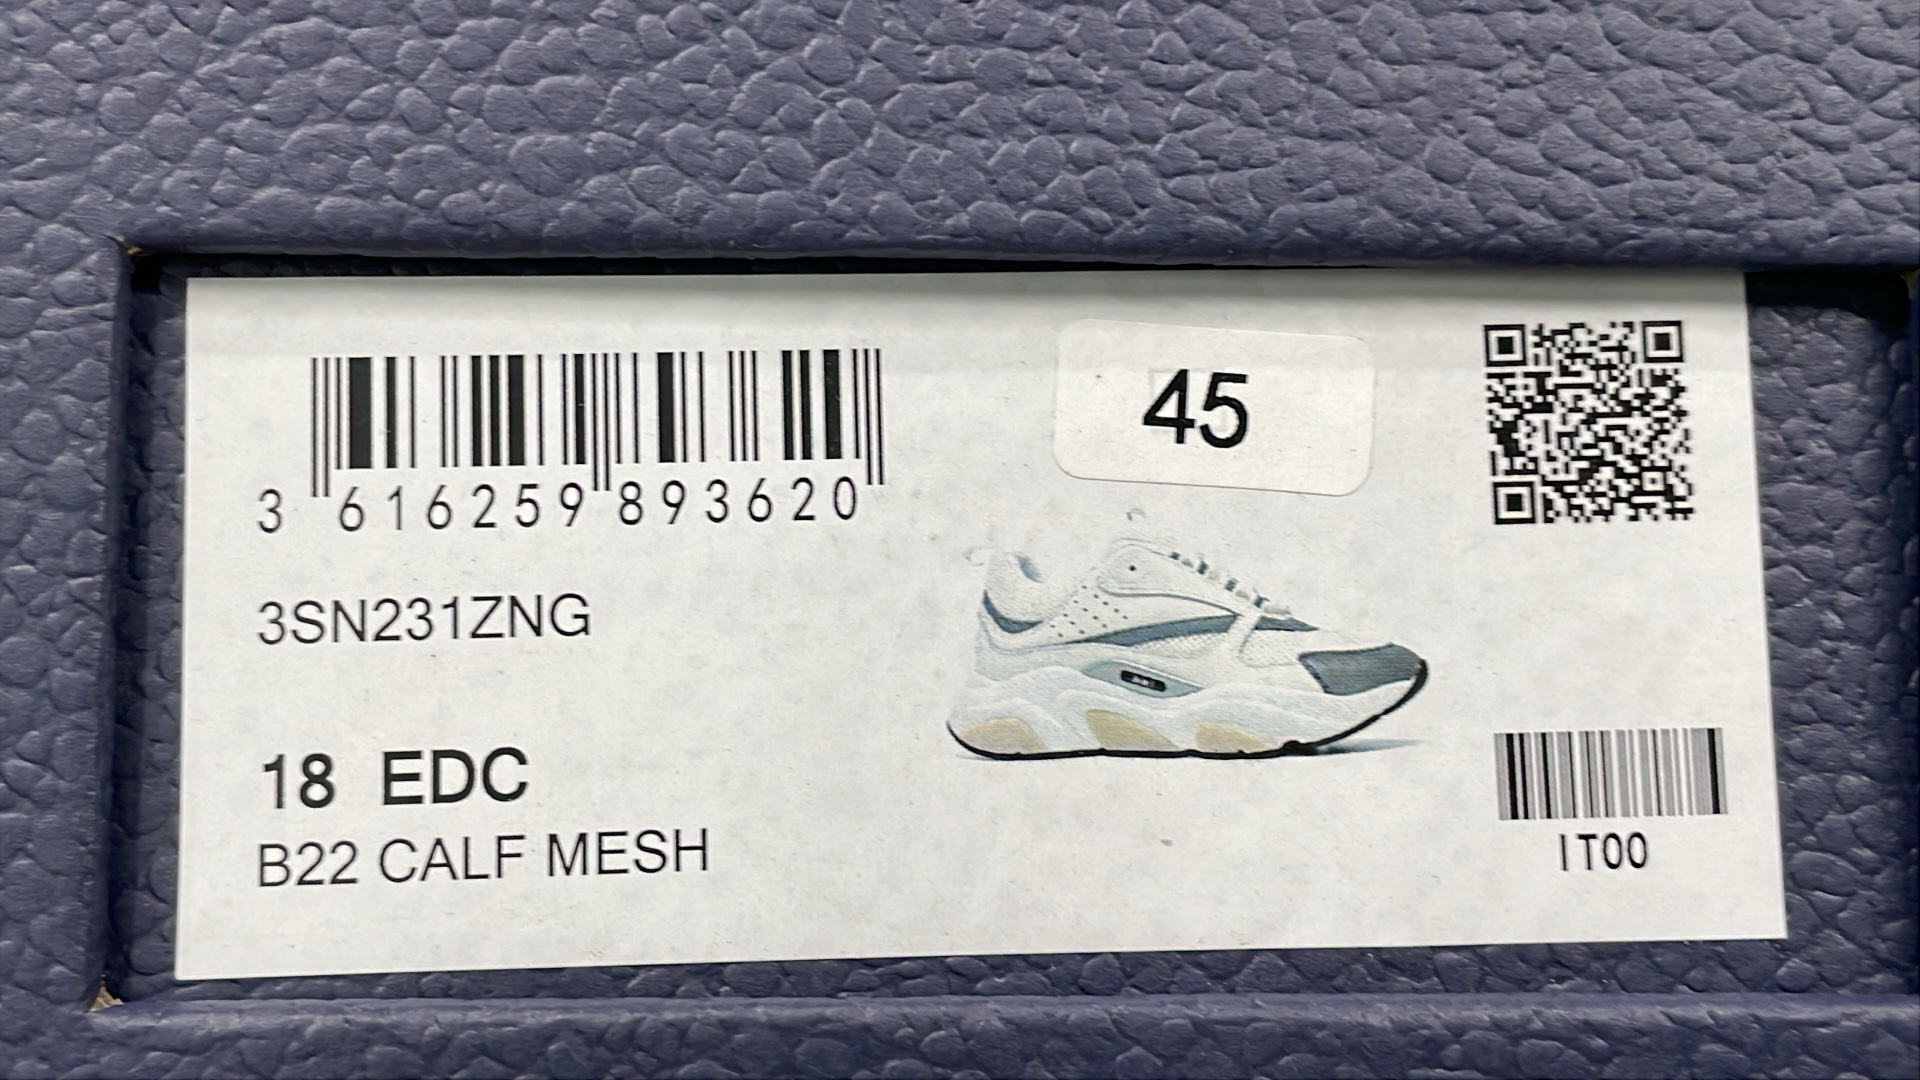 45
3 616259 893620
3SN231ZNG
18 EDC
B22 CALF MESH
IT00